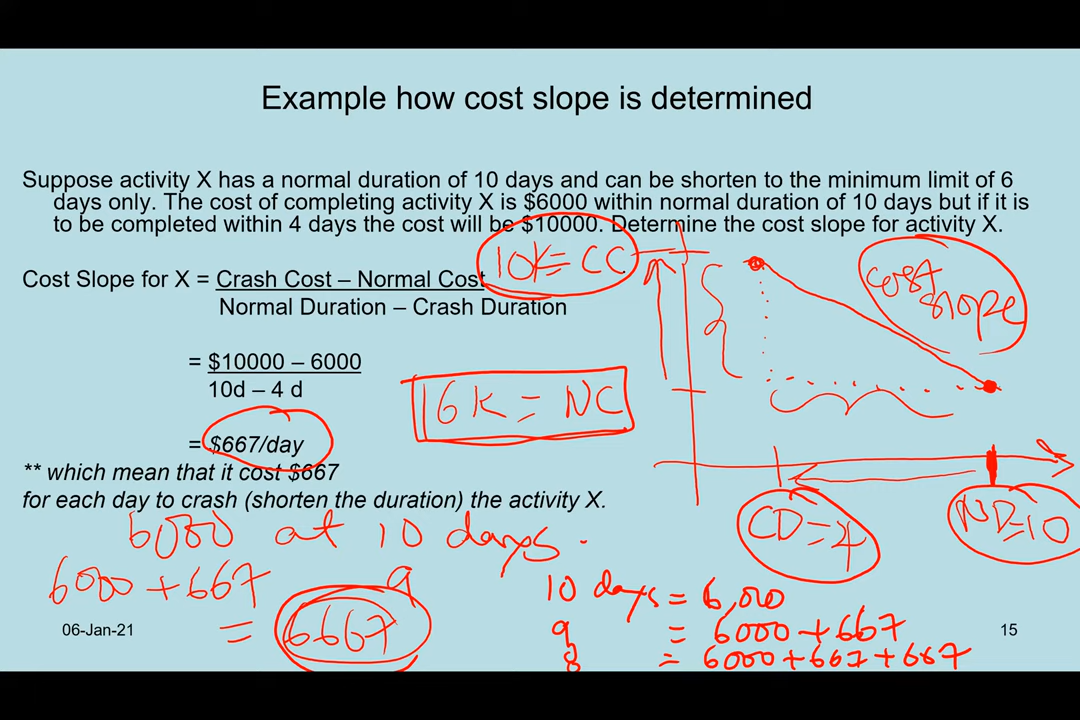 Example how cost slope is determined
Suppose activity X has a normal duration of 10 days and can be shorten to the minimum limit of 6
days only. The cost of completing activity X is $6000 within normal duration of 10 days but if it is
to be completed within 4 days the cost will be $10000. Determine the cost slope for activity X.
10K = CC
cost
slope
Cost Slope for X = Crash Cost – Normal Cost
Normal Duration – Crash Duration
= $10000 – 6000
10d – 4 d
16K = NC
= $667/day
** which mean that it cost $667
for each day to crash (shorten the duration) the activity X.
CD = 4
ND = 10
6000 at 10 days.
6000 + 667
9
= 6667
10 days = 6,000
9 = 6000 + 667
8 = 6000 + 667 + 667
06-Jan-21
15